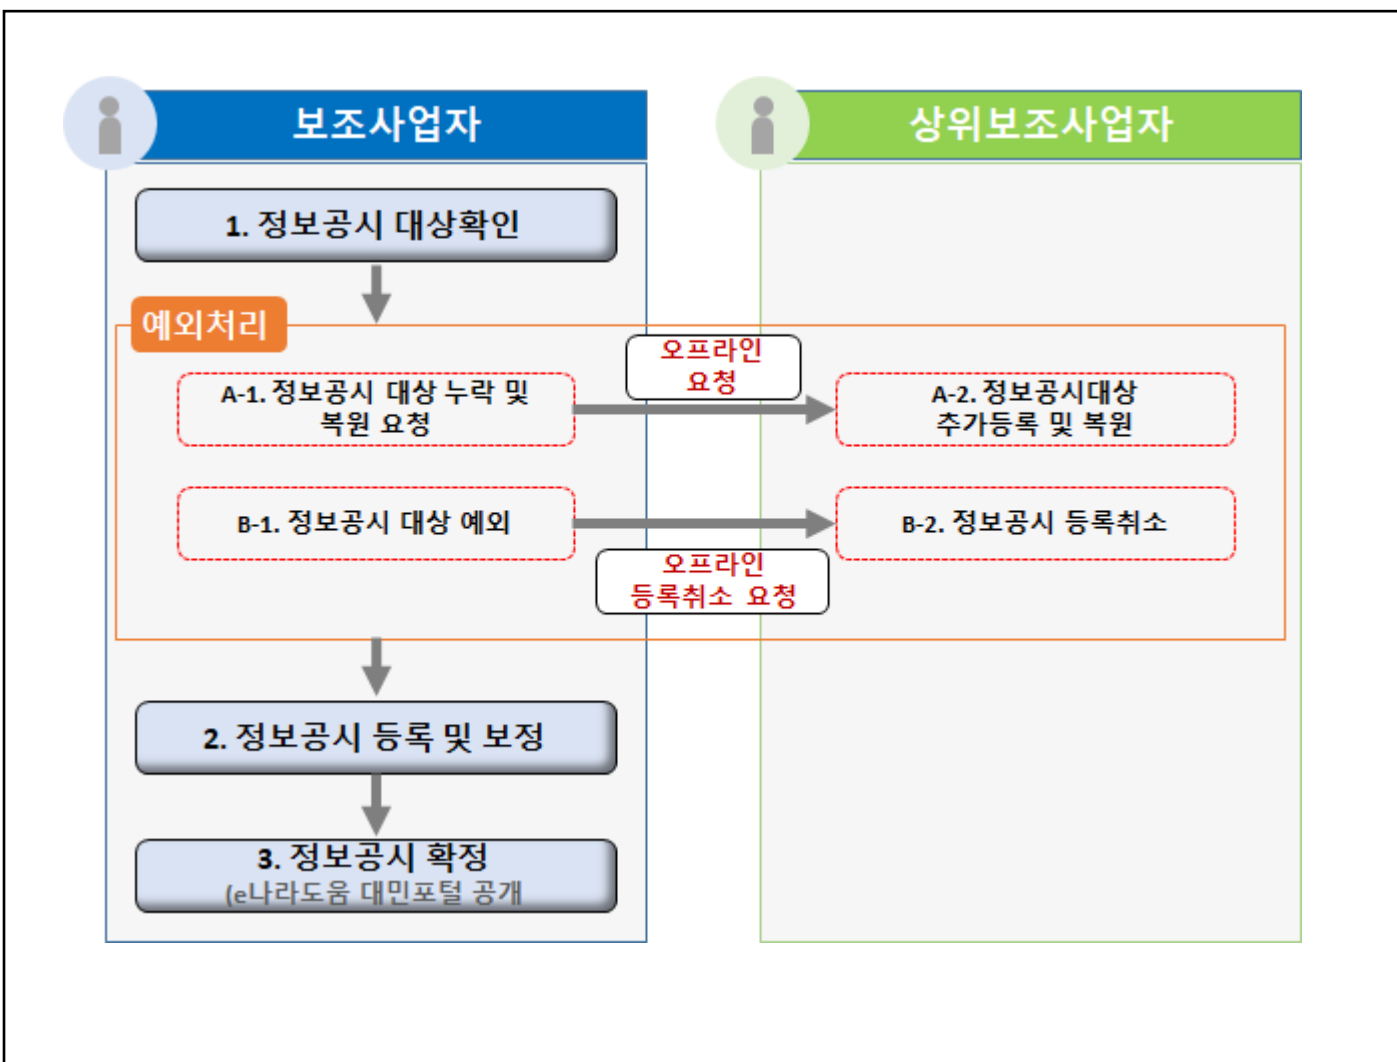 보조사업자
상위보조사업자
1. 정보공시 대상확인
예외처리
오프라인
요청
A-1. 정보공시 대상 누락 및
복원 요청
A-2. 정보공시대상
추가등록 및 복원
B-1. 정보공시 대상 예외
B-2. 정보공시 등록취소
오프라인
등록취소 요청
2. 정보공시 등록 및 보정
3. 정보공시 확정
(e나라도움 대민포털 공개